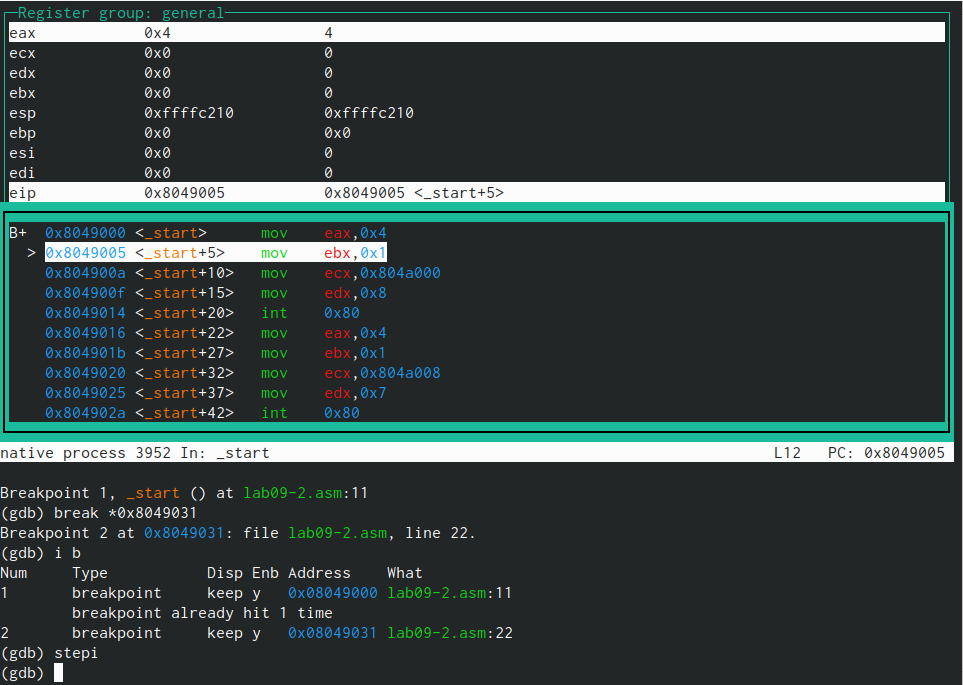 Register group: general
eax 0x4 4
ecx 0x0 0
edx 0x0 0
ebx 0x0 0
esp 0xffffc210 0xffffc210
ebp 0x0 0x0
esi 0x0 0
edi 0x0 0
eip 0x8049005 0x8049005 <_start+5>
B+ 0x8049000 <_start> mov eax,0x4
> 0x8049005 <_start+5> mov ebx,0x1
0x804900a <_start+10> mov ecx,0x804a000
0x804900f <_start+15> mov edx,0x8
0x8049014 <_start+20> int 0x80
0x8049016 <_start+22> mov eax,0x4
0x804901b <_start+27> mov ebx,0x1
0x8049020 <_start+32> mov ecx,0x804a008
0x8049025 <_start+37> mov edx,0x7
0x804902a <_start+42> int 0x80
native process 3952 In: _start L12 PC: 0x8049005
Breakpoint 1, _start () at lab09-2.asm:11
(gdb) break *0x8049031
Breakpoint 2 at 0x8049031: file lab09-2.asm, line 22.
(gdb) i b
Num Type Disp Enb Address What
1 breakpoint keep y 0x08049000 lab09-2.asm:11
breakpoint already hit 1 time
2 breakpoint keep y 0x08049031 lab09-2.asm:22
(gdb) stepi
(gdb)